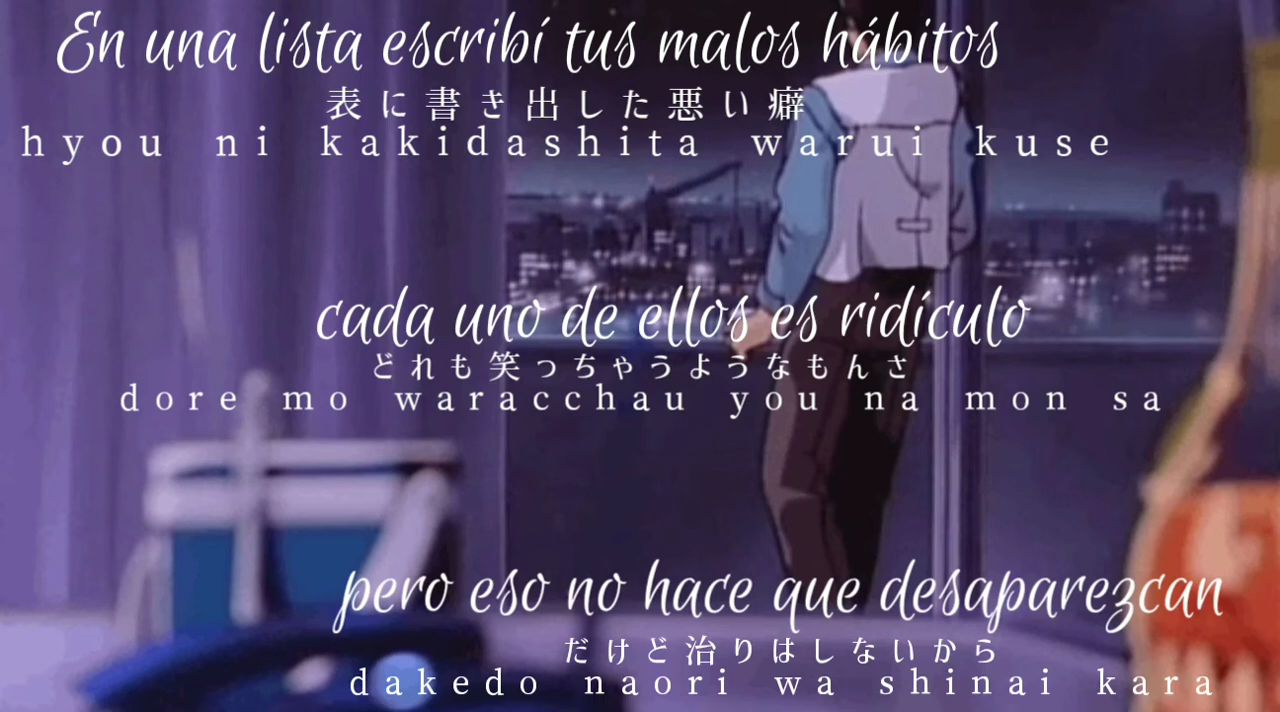 En una lista escribí tus malos hábitos
表に書き出した悪い癖
hyou ni kakidashita warui kuse
cada uno de ellos es ridículo
どれも笑っちゃうようなもんさ
dore mo waracchau you na mon sa
pero eso no hace que desaparezcan
だけど治りはしないから
dakedo naori wa shinai kara